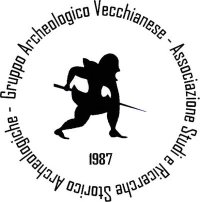 Gruppo Archeologico Vecchianese - Associazione Studi e Ricerche Storico Archeologiche -
1987